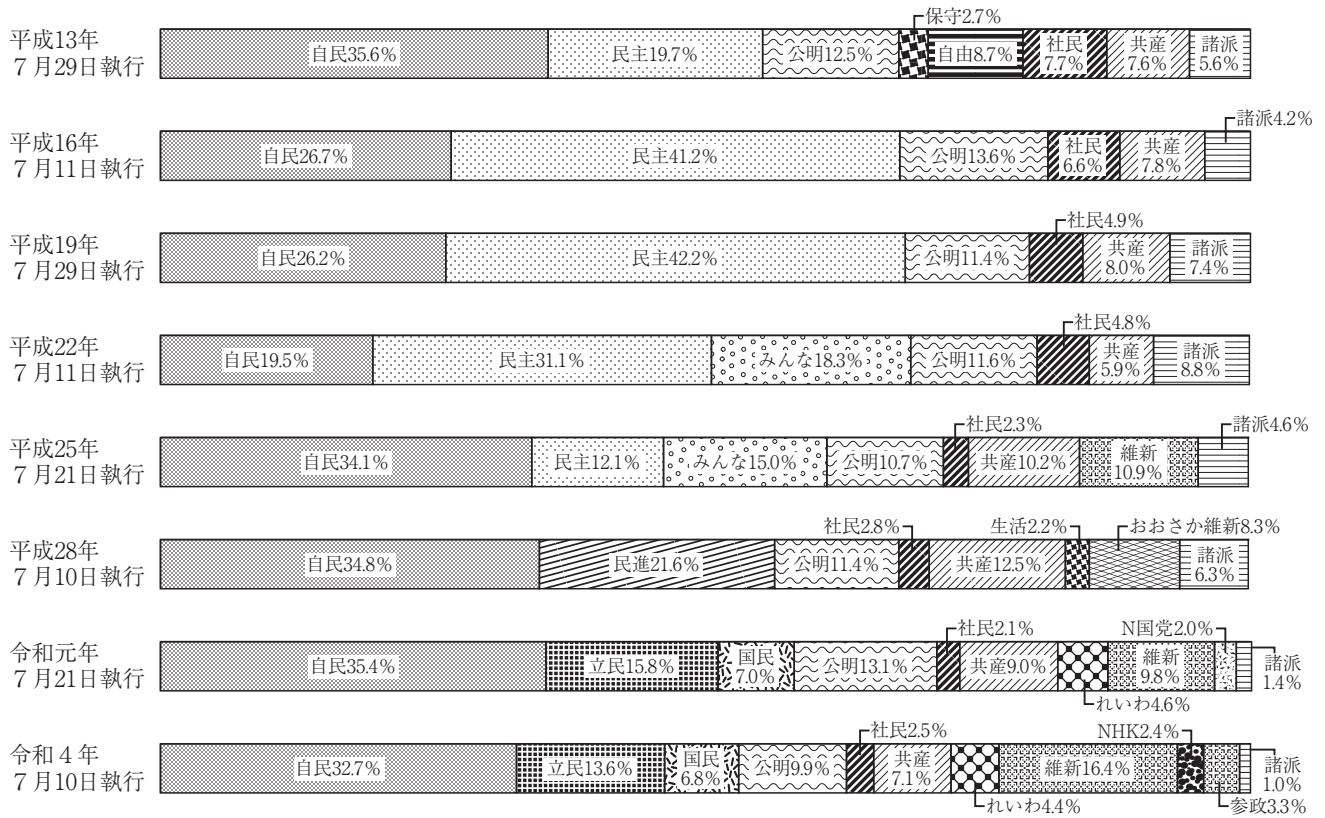 保守2.7%
平成13年
７月29日執行
自民35.6%
民主19.7%
公明12.5%
自由8.7%
社民
7.7%
共産
7.6%
諸派
5.6%
諸派4.2%
平成16年
７月11日執行
自民26.7%
民主41.2%
公明13.6%
社民
6.6%
共産
7.8%
社民4.9%
平成19年
７月29日執行
自民26.2%
民主42.2%
公明11.4%
共産
8.0%
諸派
7.4%
社民4.8%
平成22年
７月11日執行
自民19.5%
民主31.1%
みんな18.3%
公明11.6%
共産
5.9%
諸派
8.8%
社民2.3%
諸派4.6%
平成25年
７月21日執行
自民34.1%
民主12.1%
みんな15.0%
公明10.7%
共産10.2%
維新
10.9%
社民2.8%
生活2.2%
おおさか維新8.3%
平成28年
７月10日執行
自民34.8%
民進21.6%
公明11.4%
共産12.5%
諸派
6.3%
社民2.1%
N国党2.0%
令和元年
７月21日執行
自民35.4%
立民15.8%
国民
7.0%
公明13.1%
共産9.0%
維新
9.8%
諸派
1.4%
れいわ4.6%
社民2.5%
NHK2.4%
令和４年
７月10日執行
自民32.7%
立民13.6%
国民
6.8%
公明9.9%
共産
7.1%
維新16.4%
諸派
1.0%
れいわ4.4%
参政3.3%